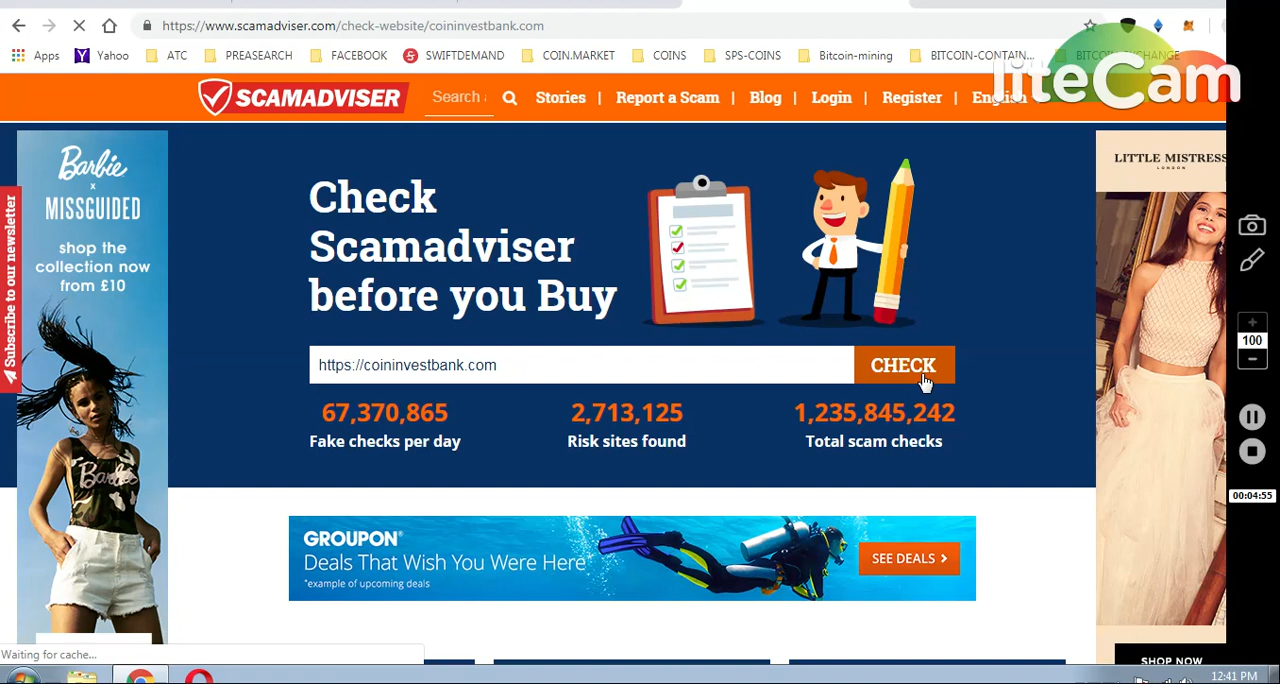 https://www.scamadviser.com/check-website/coininvestbank.com
Apps Yahoo ATC PREASEARCH FACEBOOK SWIFTDEMAND COIN.MARKET COINS SPS-COINS Bitcoin-mining BITCOIN-CONTAIN... BITCOIN_EXCHANGE
liteCam
SCAMADVISER Search Stories | Report a Scam | Blog | Login | Register | English
Barbie
x
MISSGUIDED
shop the
collection now
from £10
Barbie
Subscribe to our newsletter
Check
Scamadviser
before you Buy
https://coininvestbank.com CHECK
67,370,865 2,713,125 1,235,845,242
Fake checks per day Risk sites found Total scam checks
GROUPON®
Deals That Wish You Were Here
*example of upcoming deals
SEE DEALS >
LITTLE MISTRESS
LONDON
SHOP NOW
+
100
−
00:04:55
Waiting for cache...
12:41 PM